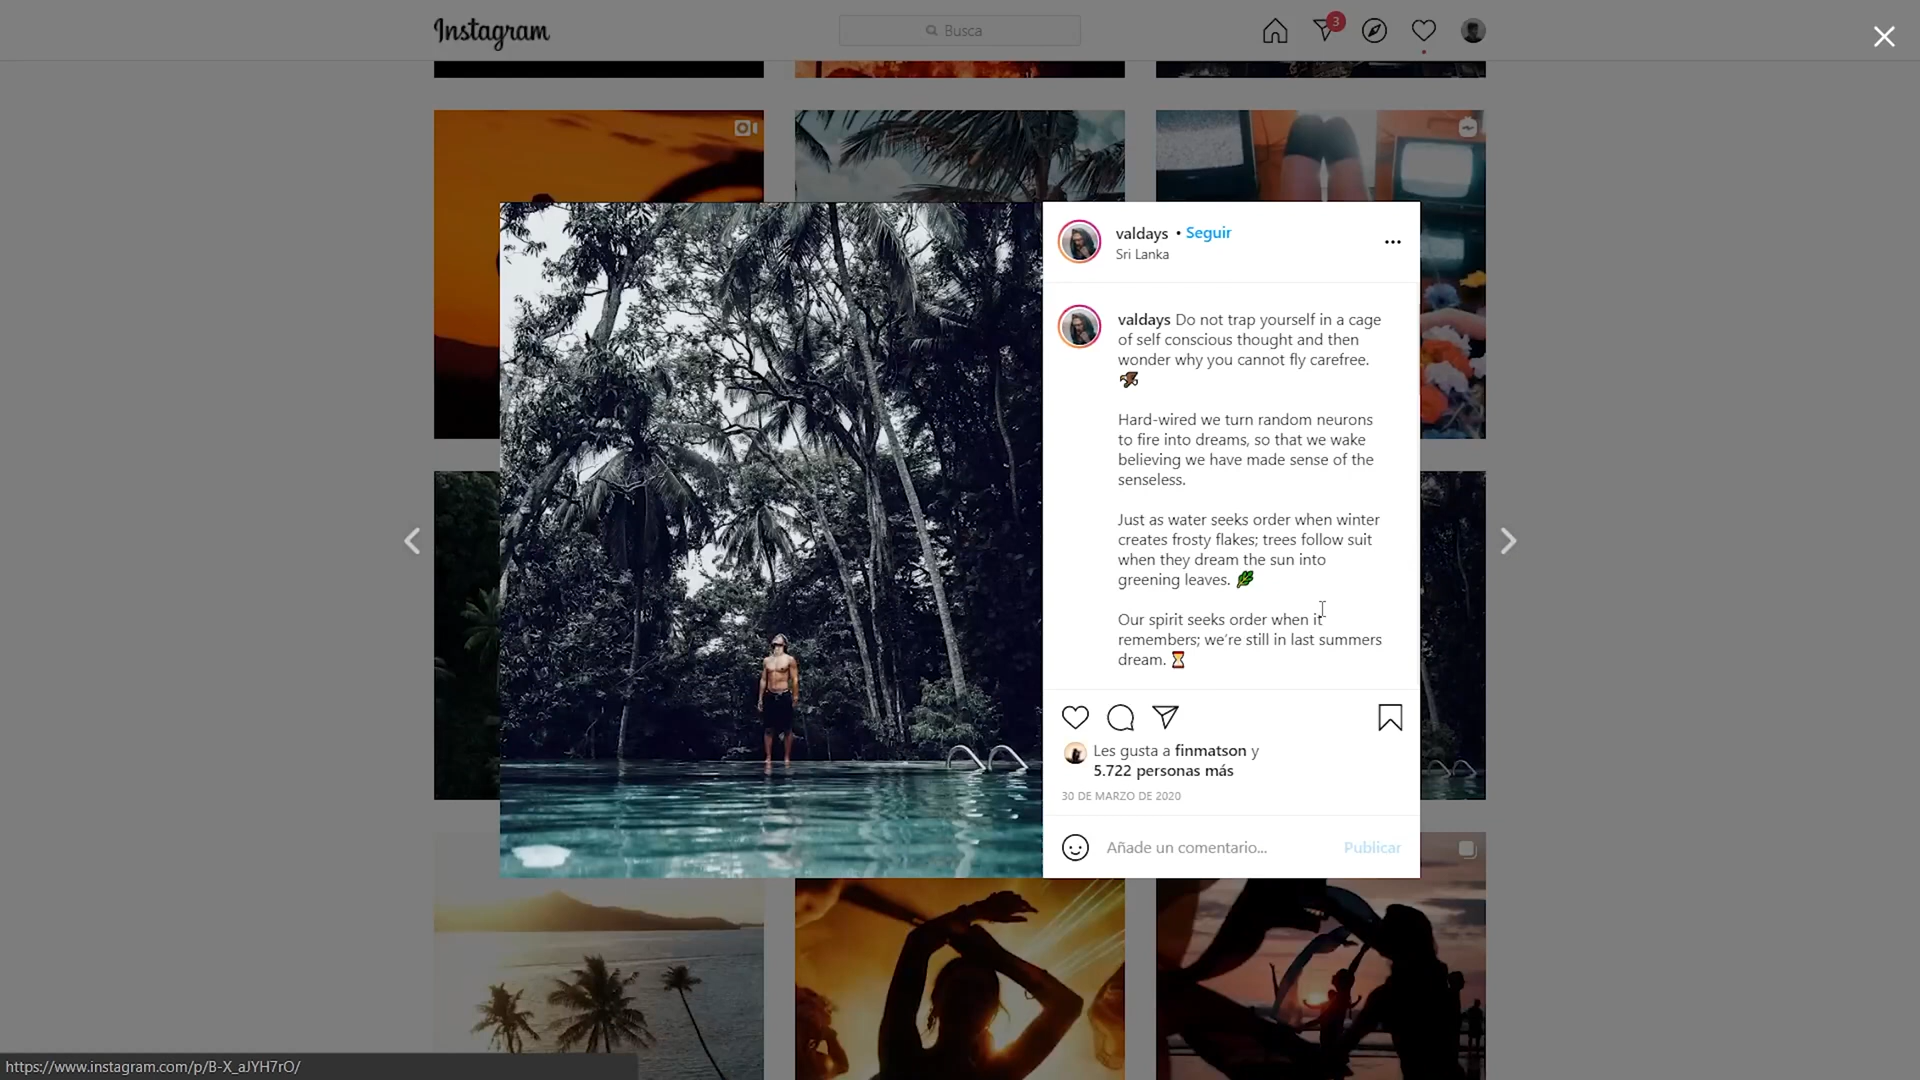 Instagram
Busca
3
valdays • Seguir
Sri Lanka
valdays Do not trap yourself in a cage
of self conscious thought and then
wonder why you cannot fly carefree.
Hard-wired we turn random neurons
to fire into dreams, so that we wake
believing we have made sense of the
senseless.
Just as water seeks order when winter
creates frosty flakes; trees follow suit
when they dream the sun into
greening leaves.
Our spirit seeks order when it
remembers; we're still in last summers
dream.
Les gusta a finmatson y
5.722 personas más
30 DE MARZO DE 2020
Añade un comentario... Publicar
https://www.instagram.com/p/B-X_aJYH7rO/